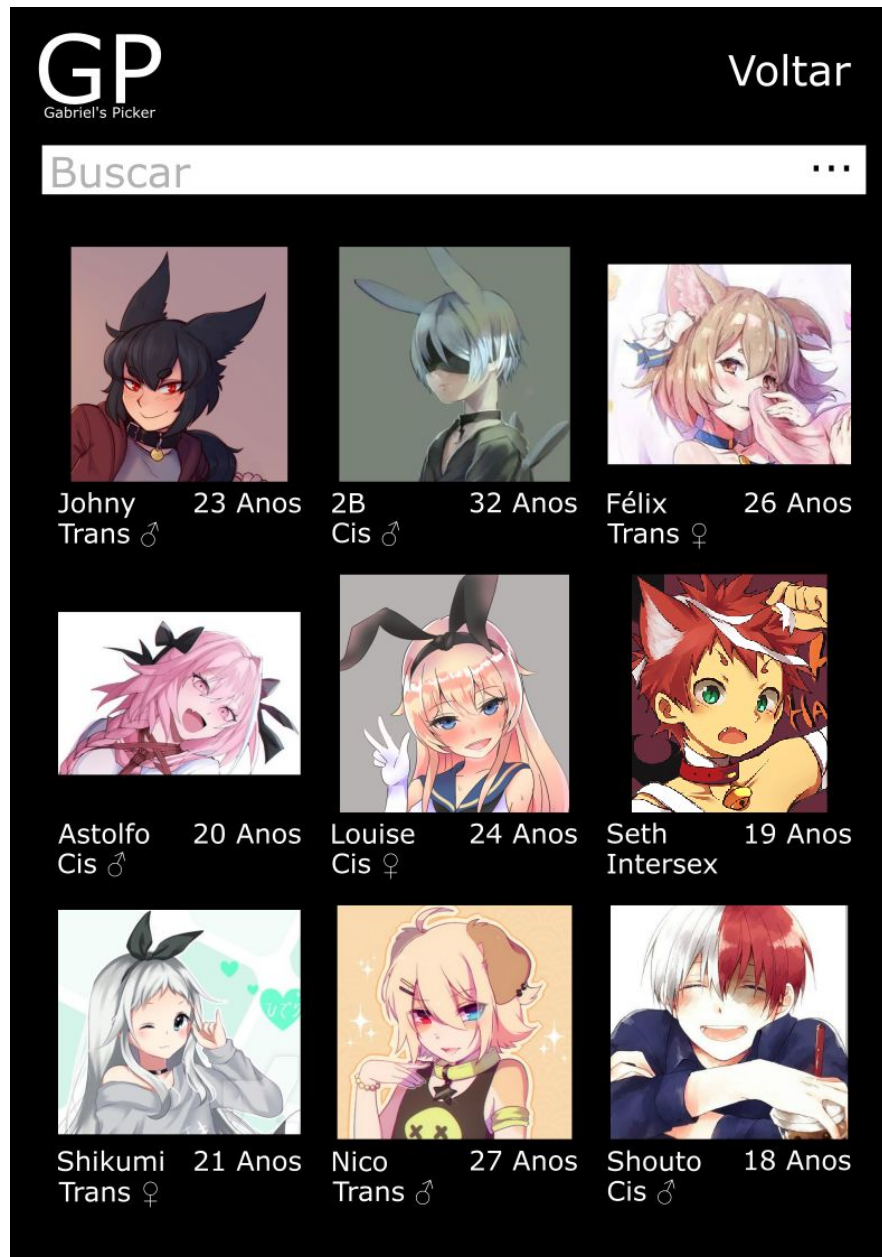 GP
Gabriel's Picker
Voltar
Buscar ...
Johny 23 Anos
Trans ♂
2B 32 Anos
Cis ♂
Félix 26 Anos
Trans ♀
Astolfo 20 Anos
Cis ♂
Louise 24 Anos
Cis ♀
HA
Seth 19 Anos
Intersex
Shikumi 21 Anos
Trans ♀
Nico 27 Anos
Trans ♂
Shouto 18 Anos
Cis ♂